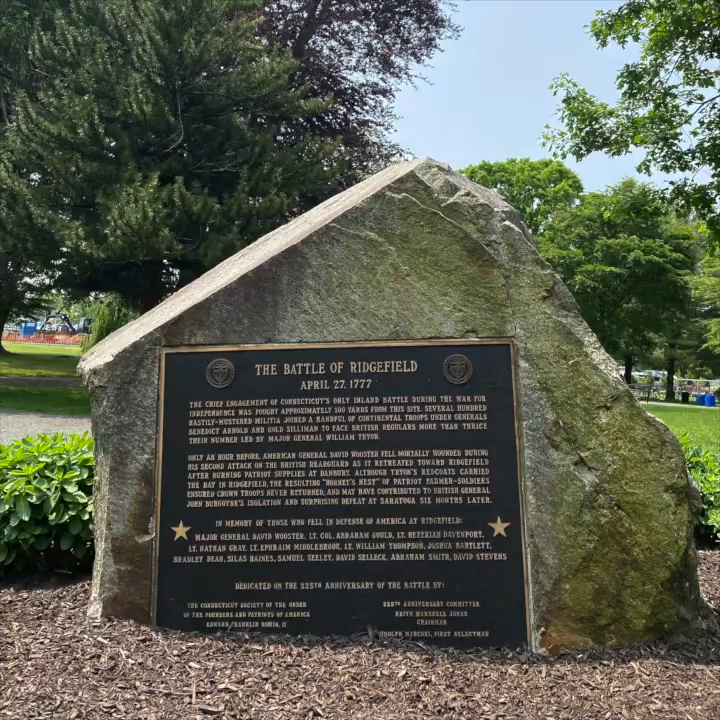 THE BATTLE OF RIDGEFIELD
APRIL 27, 1777
THE CHIEF ENGAGEMENT OF CONNECTICUT'S ONLY INLAND BATTLE DURING THE WAR FOR
INDEPENDENCE WAS FOUGHT APPROXIMATELY 100 YARDS FROM THIS SITE. SEVERAL HUNDRED
HASTILY-MUSTERED MILITIA JOINED A HANDFUL OF CONTINENTAL TROOPS UNDER GENERALS
BENEDICT ARNOLD AND GOLD SILLIMAN TO FACE BRITISH REGULARS MORE THAN THRICE
THEIR NUMBER LED BY MAJOR GENERAL WILLIAM TRYON.
ONLY AN HOUR BEFORE, AMERICAN GENERAL DAVID WOOSTER FELL MORTALLY WOUNDED DURING
HIS SECOND ATTACK ON THE BRITISH REARGUARD AS IT RETREATED TOWARD RIDGEFIELD
AFTER BURNING PATRIOT SUPPLIES AT DANBURY. ALTHOUGH TRYON'S REDCOATS CARRIED
THE DAY IN RIDGEFIELD, THE RESULTING "HORNET'S NEST" OF PATRIOT FARMER-SOLDIERS
ENSURED CROWN TROOPS NEVER RETURNED, AND MAY HAVE CONTRIBUTED TO BRITISH GENERAL
JOHN BURGOYNE'S ISOLATION AND SURPRISING DEFEAT AT SARATOGA SIX MONTHS LATER.
IN MEMORY OF THOSE WHO FELL IN DEFENSE OF AMERICA AT RIDGEFIELD:
MAJOR GENERAL DAVID WOOSTER, LT. COL. ABRAHAM GOULD, LT. HEZEKIAH DAVENPORT,
LT. NATHAN GRAY, LT. EPHRAIM MIDDLEBROOK, LT. WILLIAM THOMPSON, JOSHUA BARTLETT,
BRADLEY DEAN, SILAS BAINES, SAMUEL SEELEY, DAVID SELLECK, ABRAHAM SMITH, DAVID STEVENS
DEDICATED ON THE 225TH ANNIVERSARY OF THE BATTLE BY:
THE CONNECTICUT SOCIETY OF THE ORDER
OF THE FOUNDERS AND PATRIOTS OF AMERICA
EDWARD FRANKLIN ROMIG, II
225TH ANNIVERSARY COMMITTEE
KEITH MARSHALL JONES
CHAIRMAN
RUDOLPH MARCONI, FIRST SELECTMAN